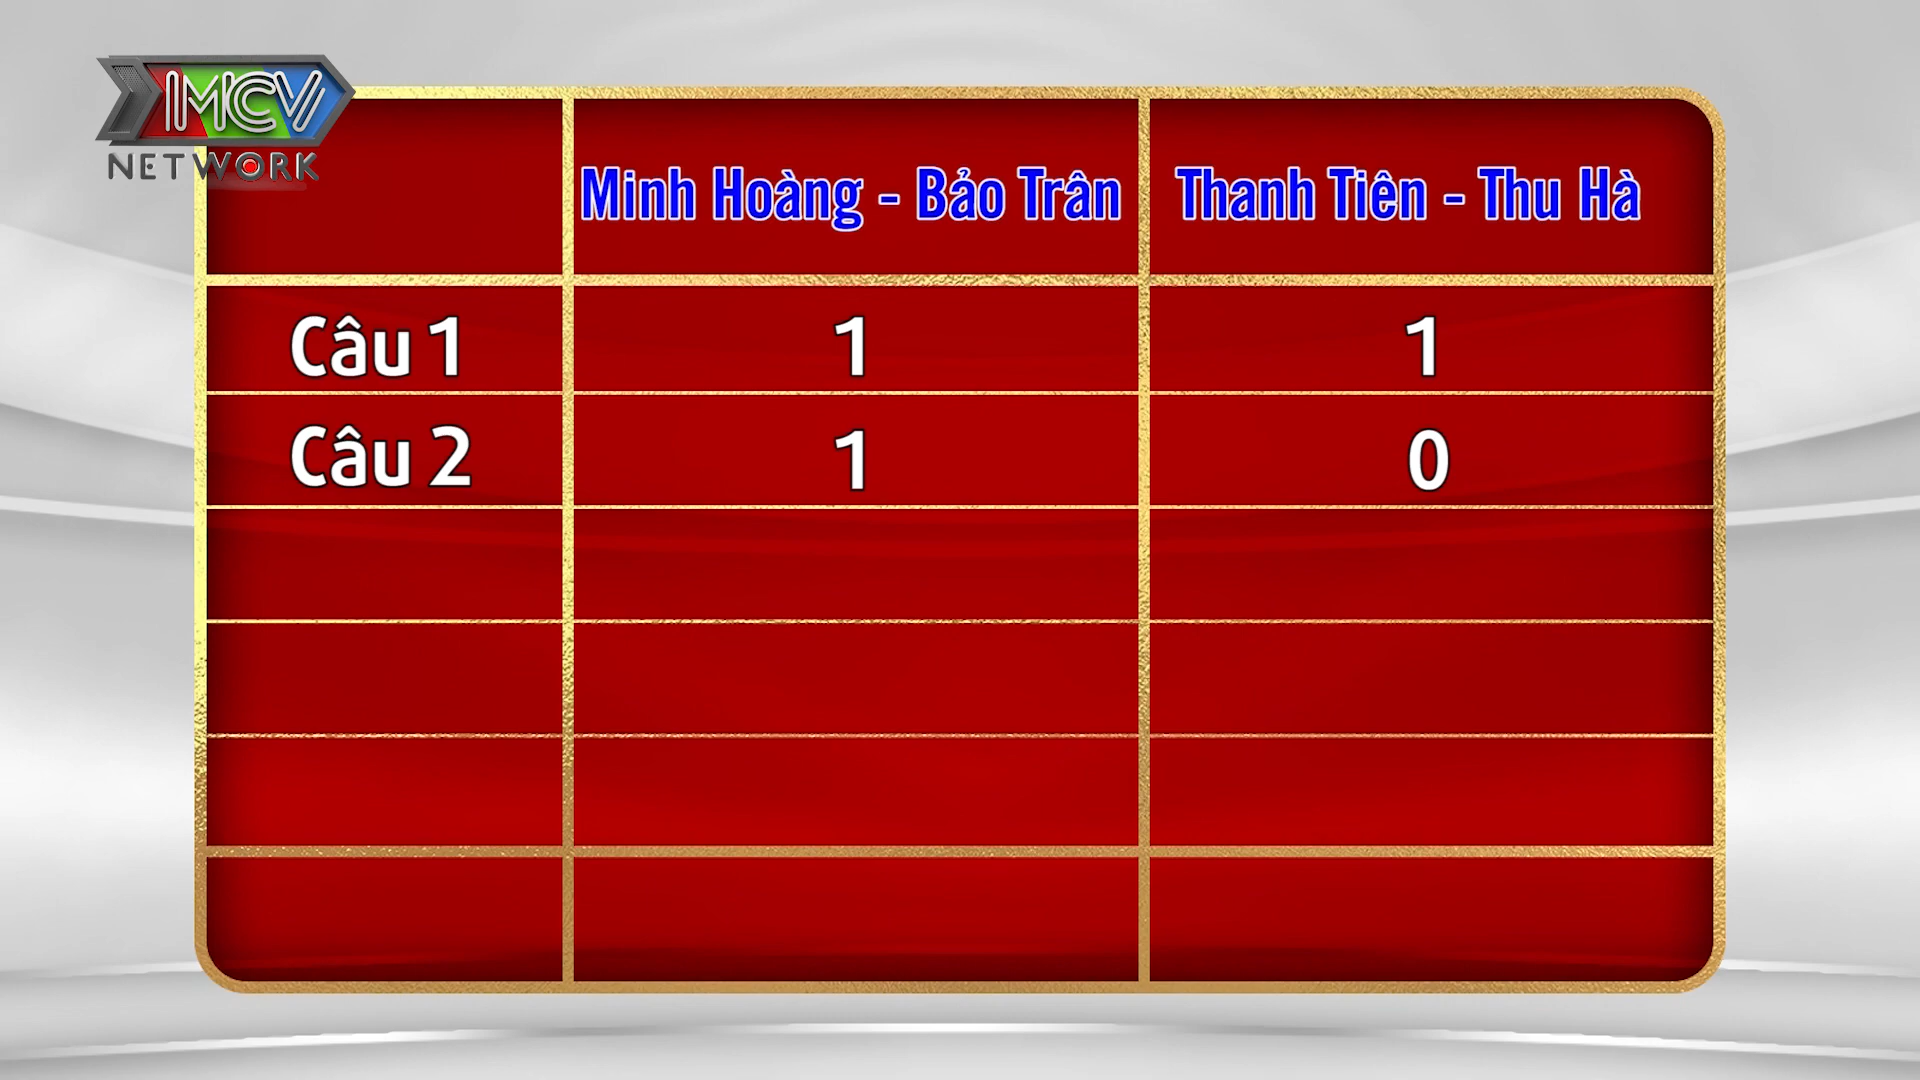 MCV
NETWORK
Minh Hoàng - Bảo Trân
Thanh Tiên - Thu Hà
Câu 1
1
1
Câu 2
1
0